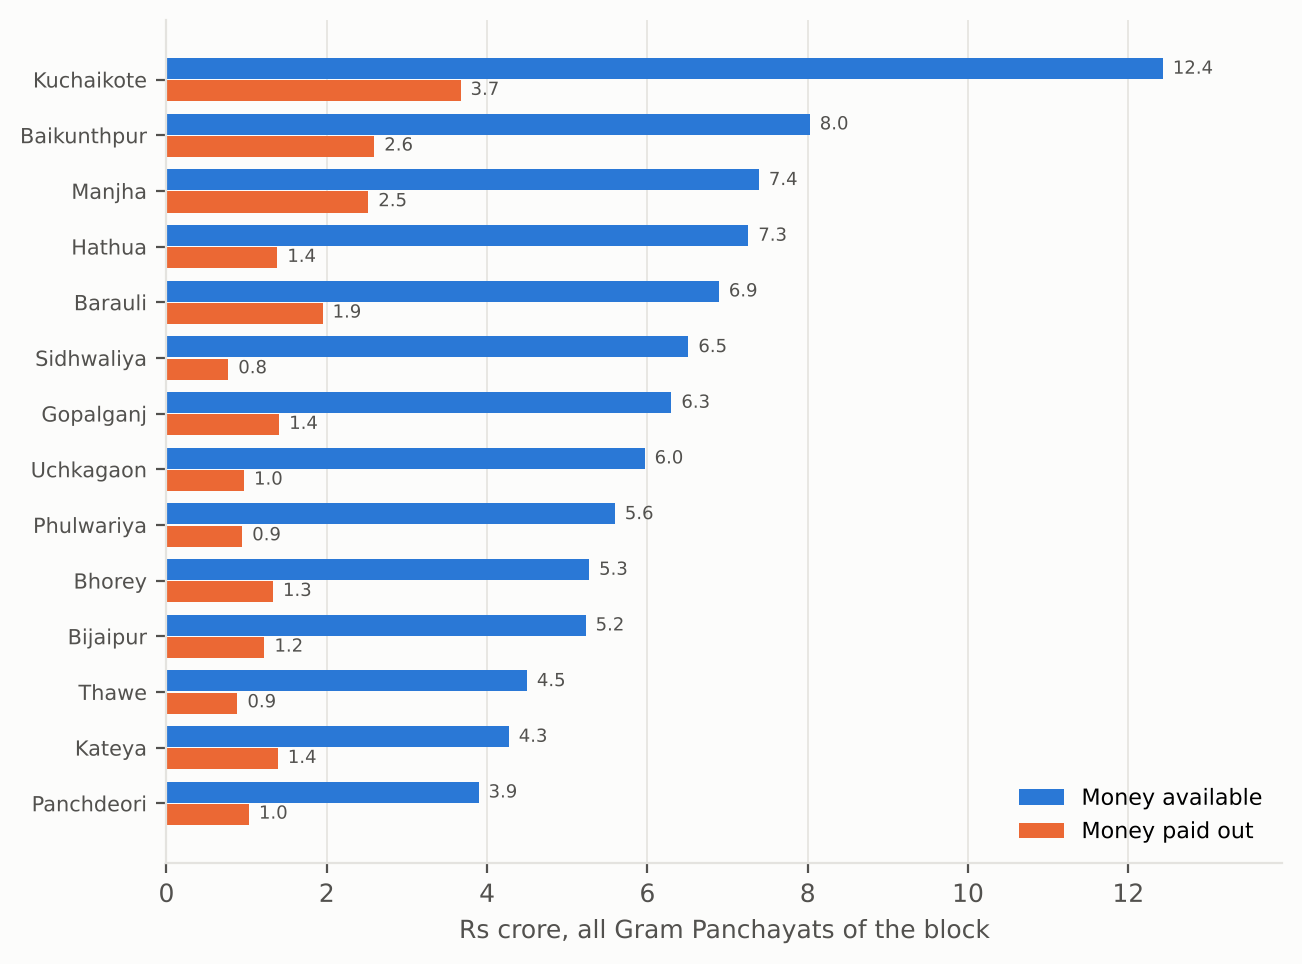 Kuchaikote 12.4
3.7
Baikunthpur 8.0
2.6
Manjha 7.4
2.5
Hathua 7.3
1.4
Barauli 6.9
1.9
Sidhwaliya 6.5
0.8
Gopalganj 6.3
1.4
Uchkagaon 6.0
1.0
Phulwariya 5.6
0.9
Bhorey 5.3
1.3
Bijaipur 5.2
1.2
Thawe 4.5
0.9
Kateya 4.3
1.4
Panchdeori 3.9
1.0
Money available
Money paid out
0 2 4 6 8 10 12
Rs crore, all Gram Panchayats of the block